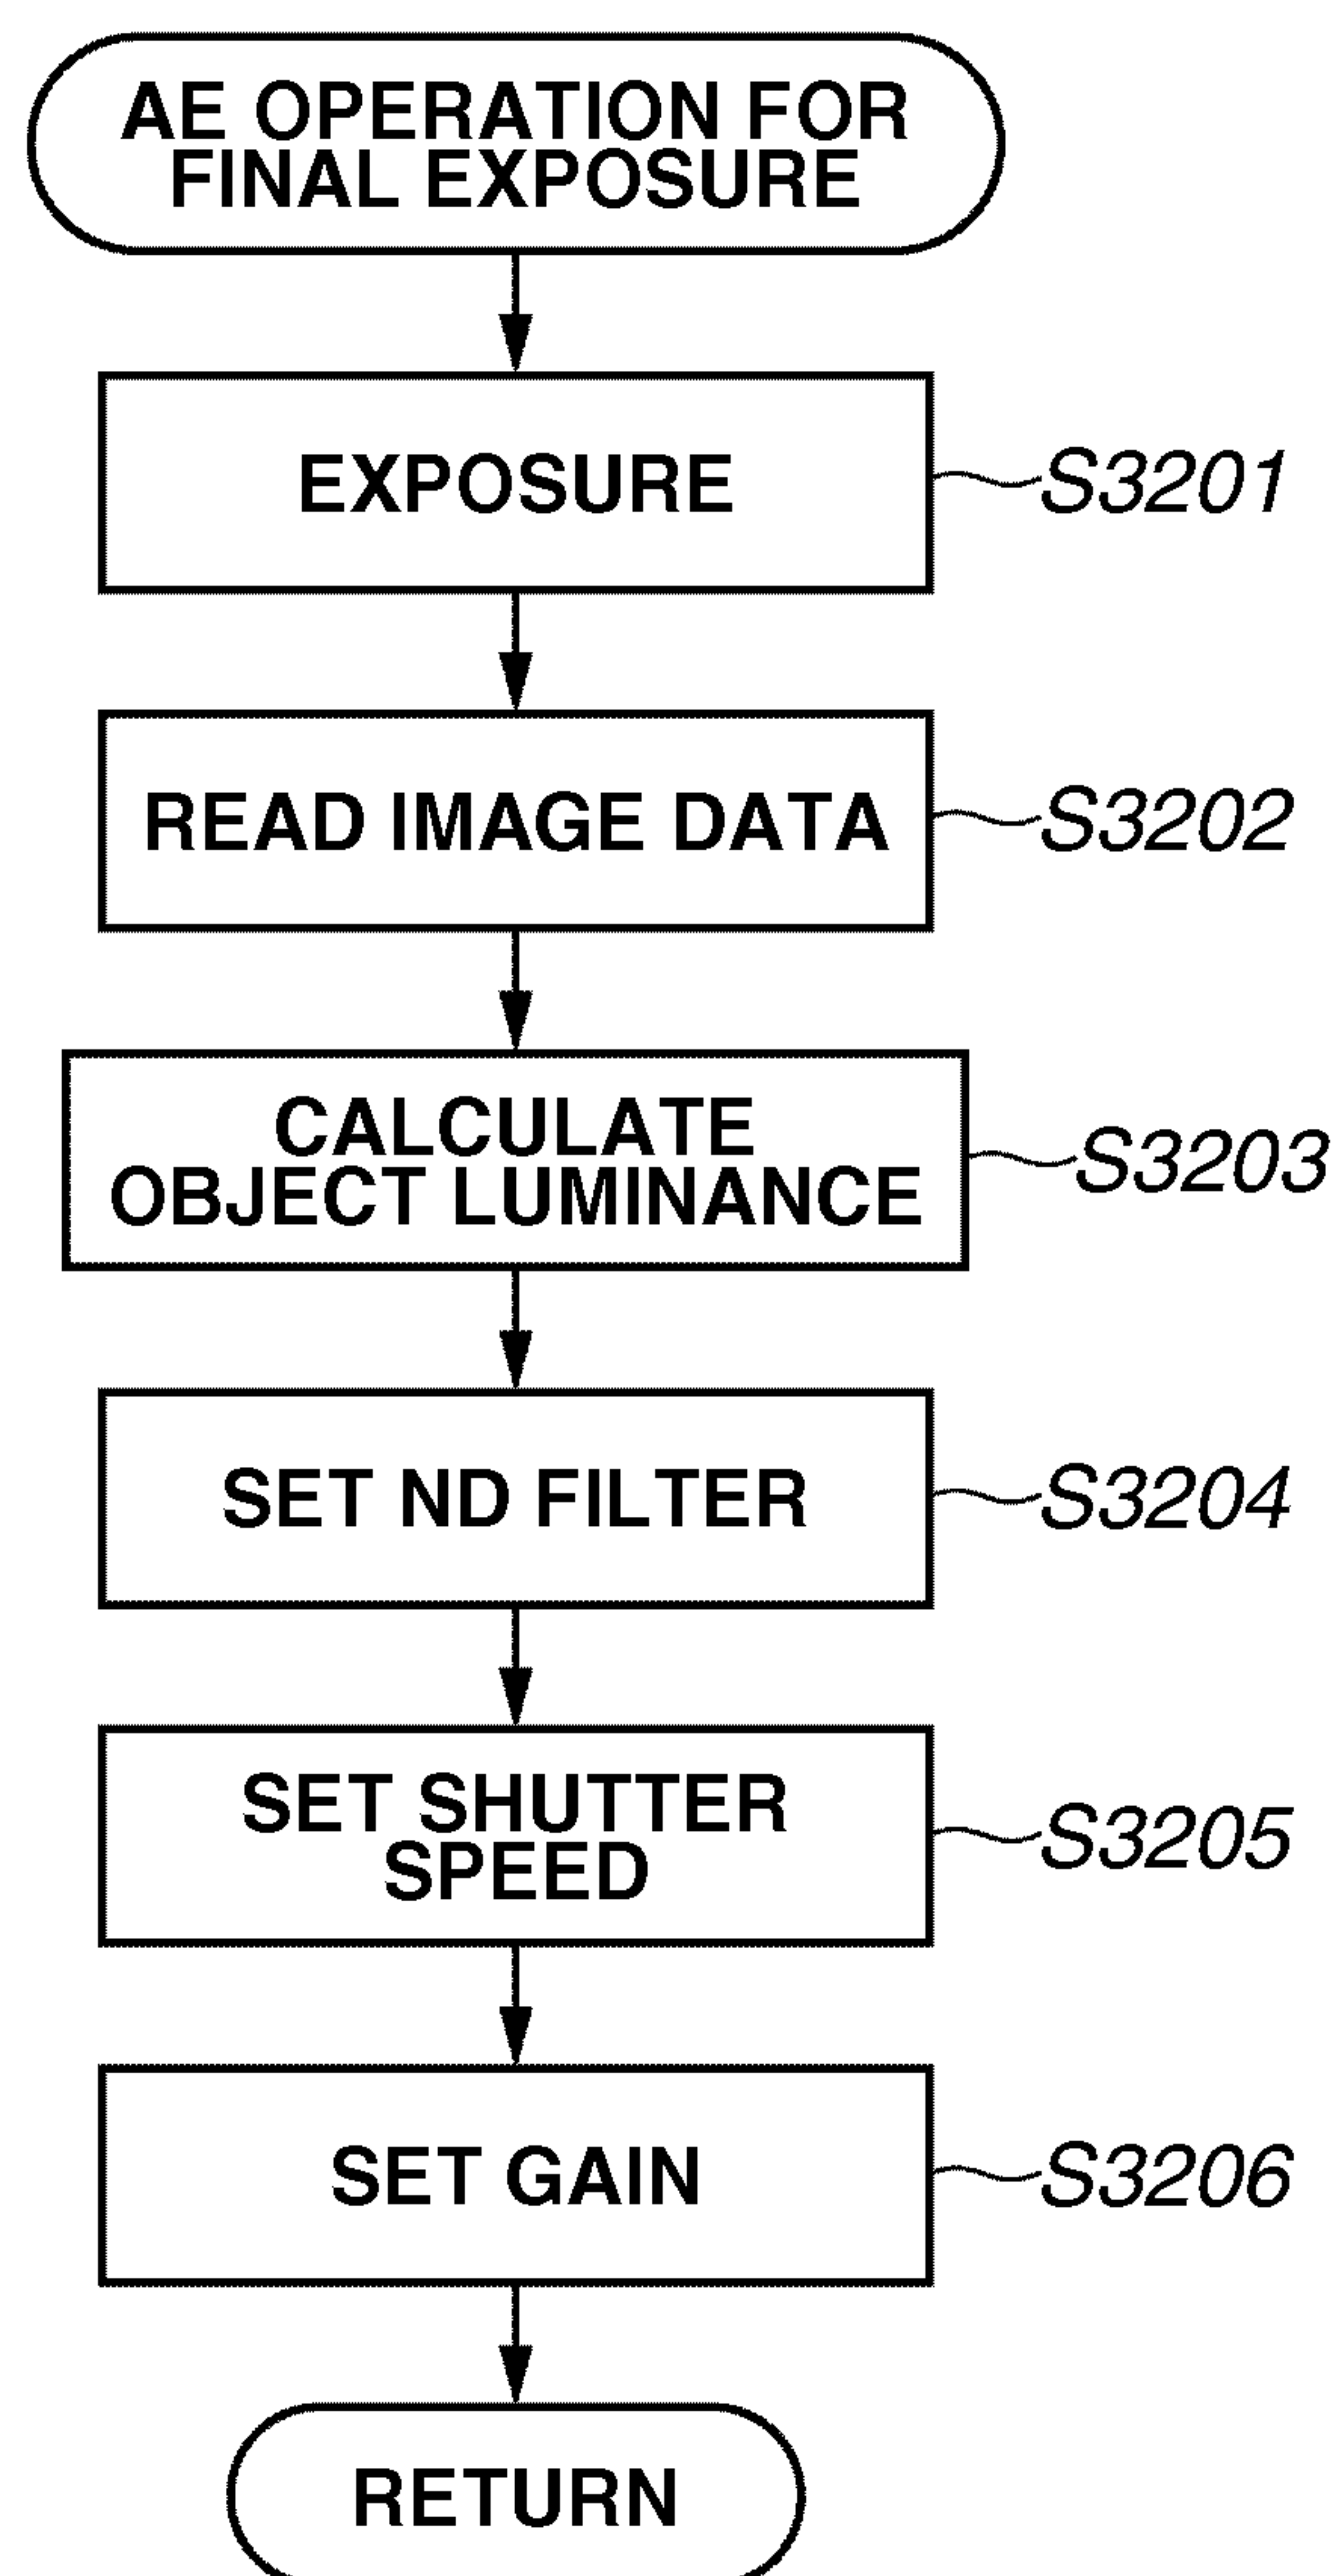 AE OPERATION FOR
FINAL EXPOSURE
EXPOSURE
S3201
READ IMAGE DATA
S3202
CALCULATE
OBJECT LUMINANCE
S3203
SET ND FILTER
S3204
SET SHUTTER
SPEED
S3205
SET GAIN
S3206
RETURN